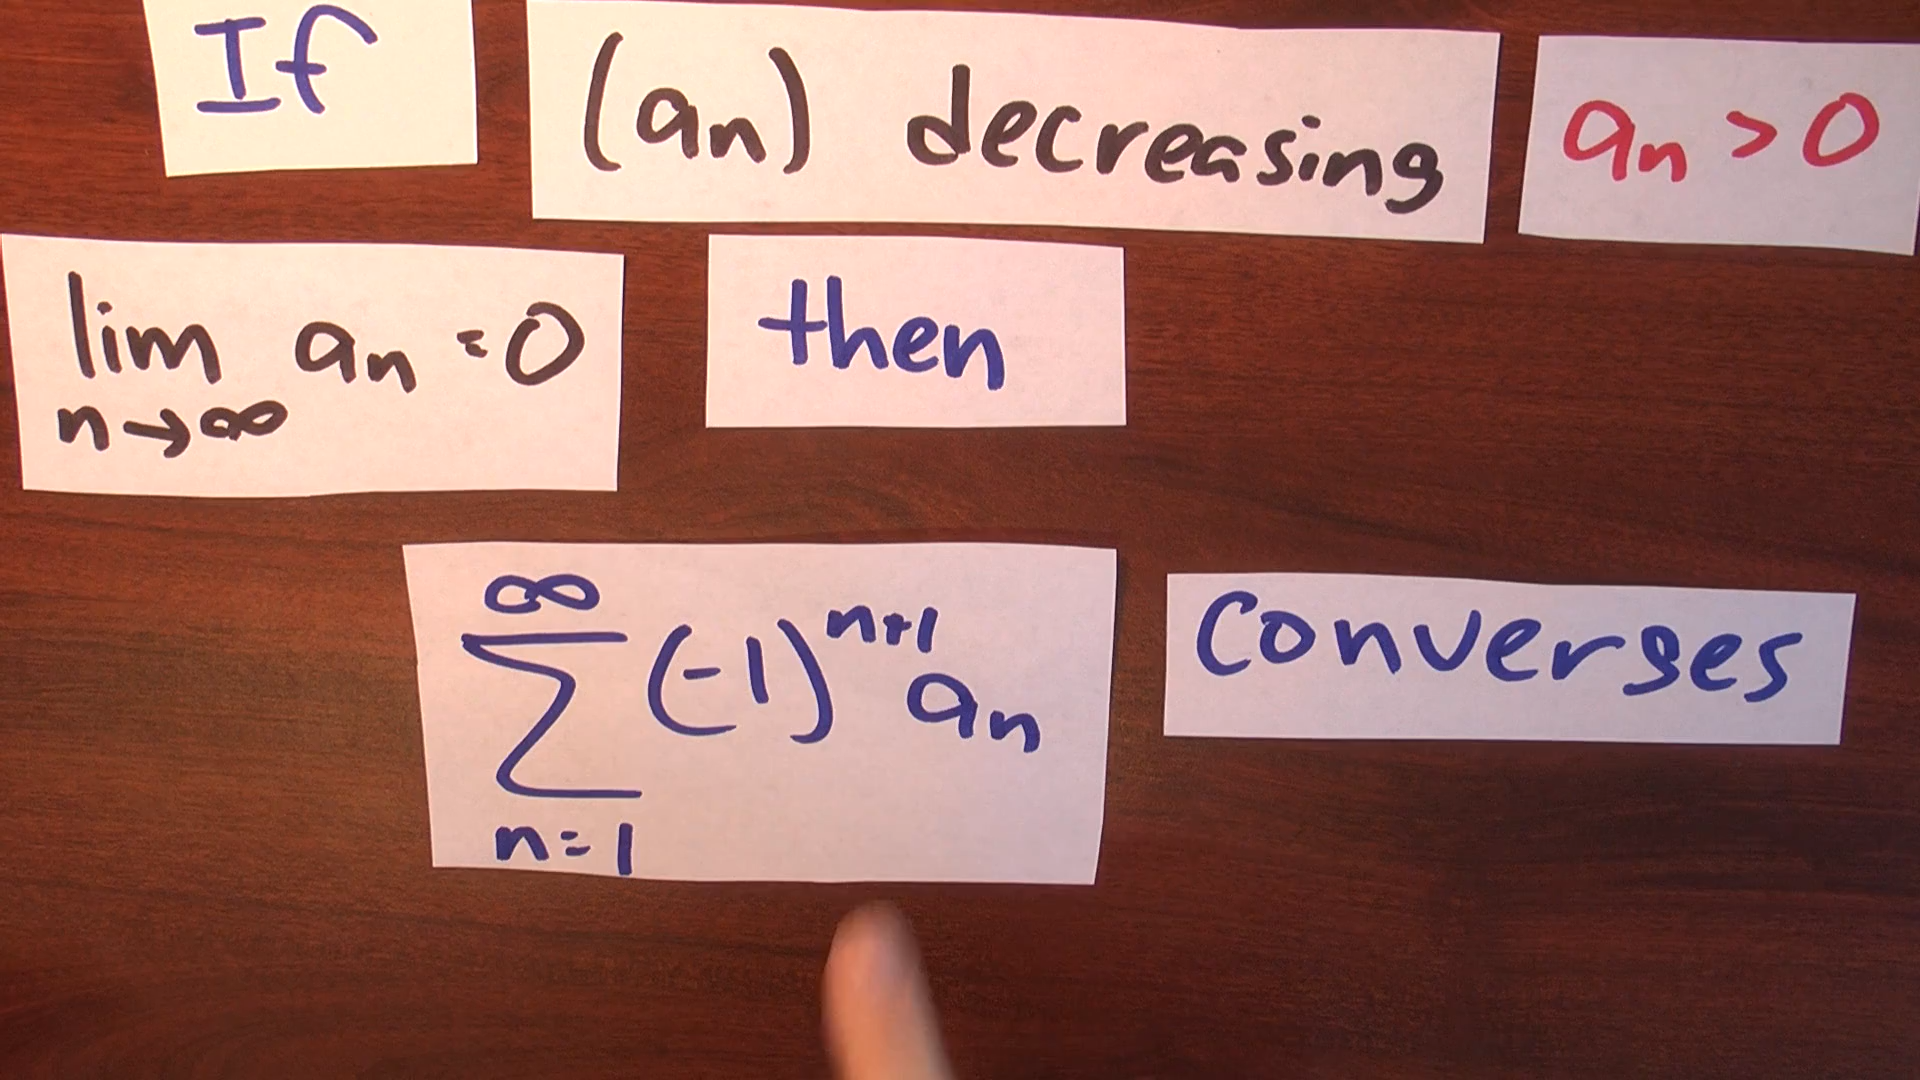 If (an) decreasing an > 0
lim an = 0 then
n→∞
∞
∑ (-1)ⁿ⁺¹ an converges
n=1